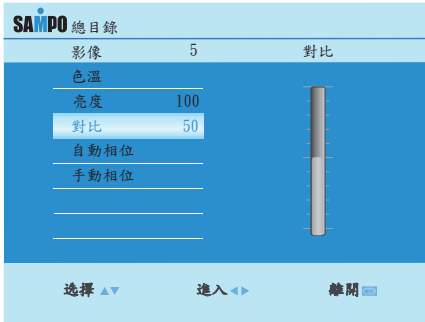 SAMPO 總目錄
影像 5 對比
色溫
亮度 100
對比 50
自動相位
手動相位
选擇 ▲▼ 進入 ◀▶ 離開